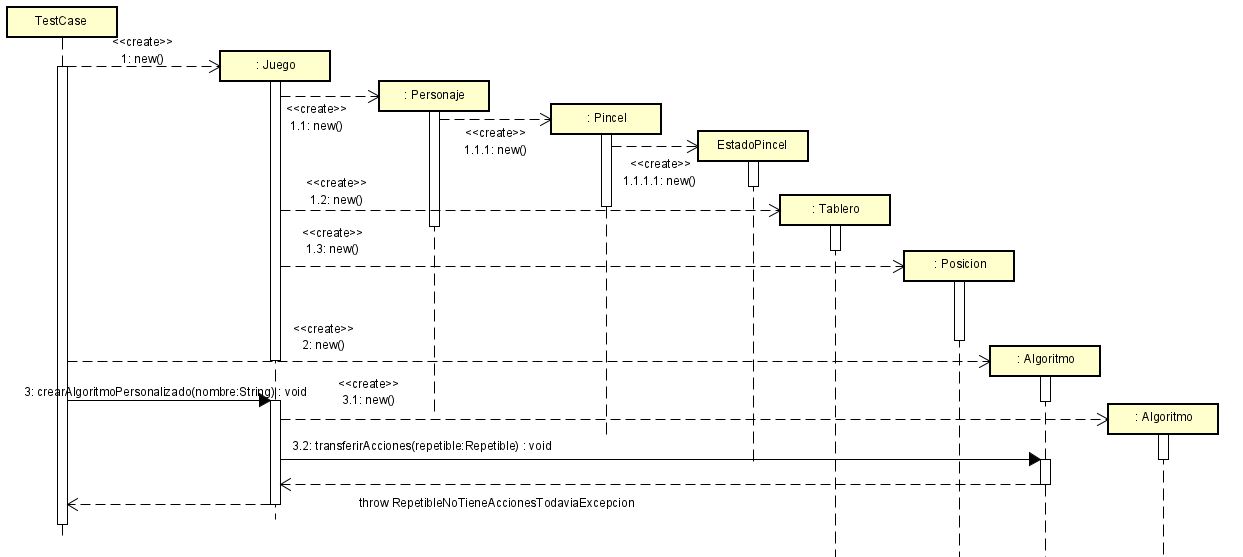 TestCase
<<create>>
1: new()
: Juego
<<create>>
1.1: new()
: Personaje
<<create>>
1.1.1: new()
: Pincel
<<create>>
1.1.1.1: new()
EstadoPincel
<<create>>
1.2: new()
: Tablero
<<create>>
1.3: new()
: Posicion
<<create>>
2: new()
: Algoritmo
3: crearAlgoritmoPersonalizado(nombre:String) : void
<<create>>
3.1: new()
: Algoritmo
3.2: transferirAcciones(repetible:Repetible) : void
throw RepetibleNoTieneAccionesTodaviaExcepcion